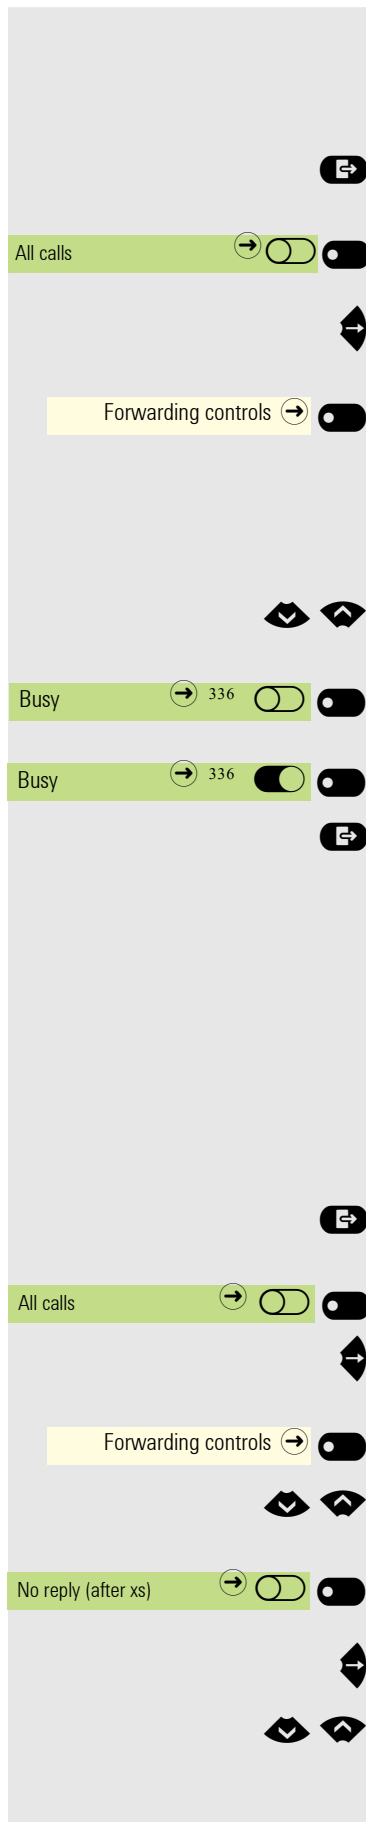 All calls
Forwarding controls
Busy 336
Busy 336
All calls
Forwarding controls
No reply (after xs)